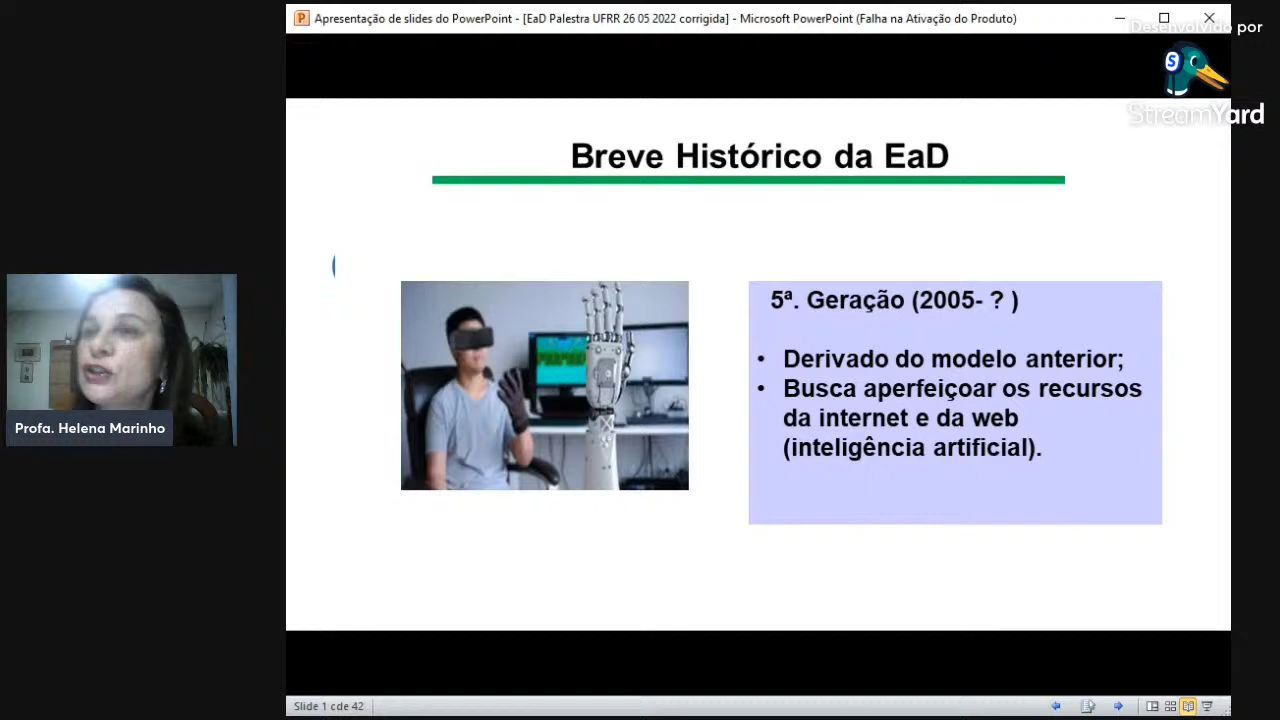 Apresentação de slides do PowerPoint - [EaD Palestra UFRR 26 05 2022 corrigida] - Microsoft PowerPoint (Falha na Ativação do Produto)
Desenvolvido por
S
StreamYard
Breve Histórico da EaD
5ª. Geração (2005- ? )
• Derivado do modelo anterior;
• Busca aperfeiçoar os recursos
da internet e da web
(inteligência artificial).
Profa. Helena Marinho
Slide 1 cde 42